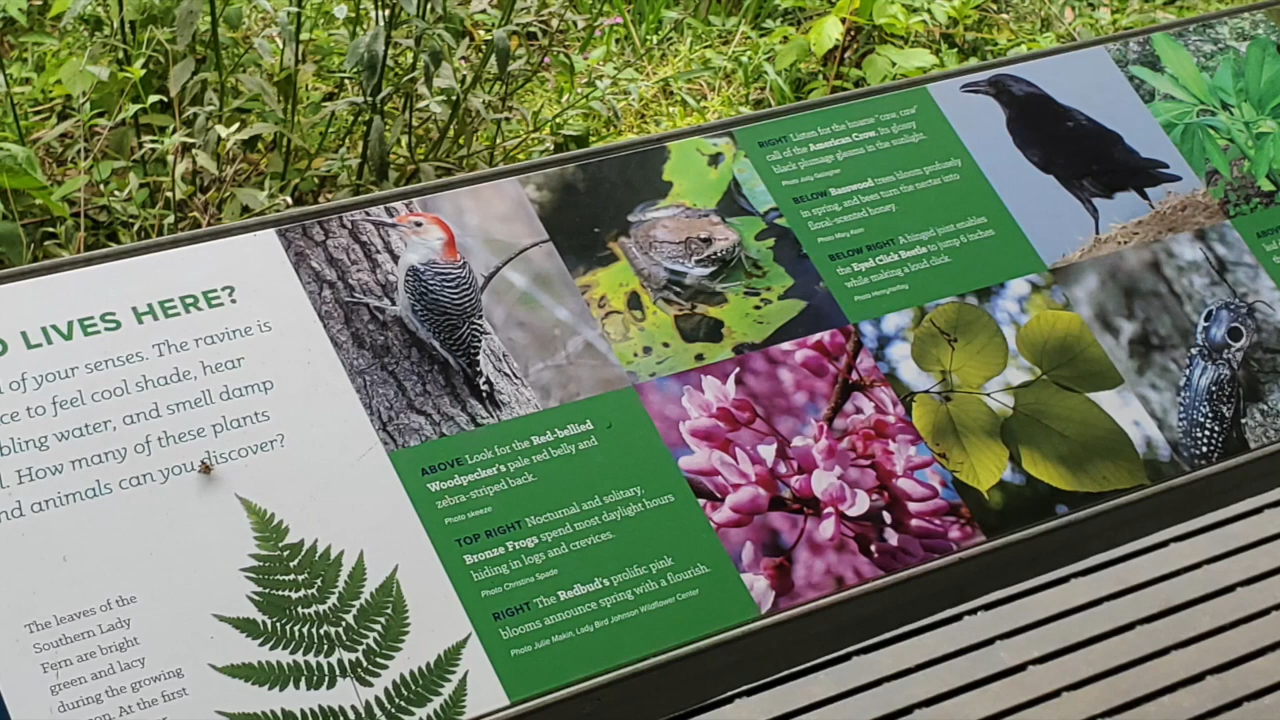 LIVES HERE?
of your senses. The ravine is
to feel cool shade, hear
water, and smell damp
How many of these plants
animals can you discover?
The leaves of the
Southern Lady
Fern are bright
green and lacy
during the growing
At the first
ABOVE Look for the Red-bellied
Woodpecker's pale red belly and
zebra-striped back.
Photo skeeze
TOP RIGHT Nocturnal and solitary,
Bronze Frogs spend most daylight hours
hiding in logs and crevices.
Photo Christina Spade
RIGHT The Redbud's prolific pink
blooms announce spring with a flourish.
Photo Julie Makin, Lady Bird Johnson Wildflower Center
RIGHT Listen for the hoarse "caw, caw"
call of the American Crow. Its glossy
black plumage gleams in the sunlight.
Photo Jolly Gallagher
BELOW Basswood trees bloom profusely
in spring, and bees turn the nectar into
floral-scented honey.
Photo Mary Keim
BELOW RIGHT A hinged joint enables
the Eyed Click Beetle to jump 6 inches
while making a loud click.
Photo HenryHartley